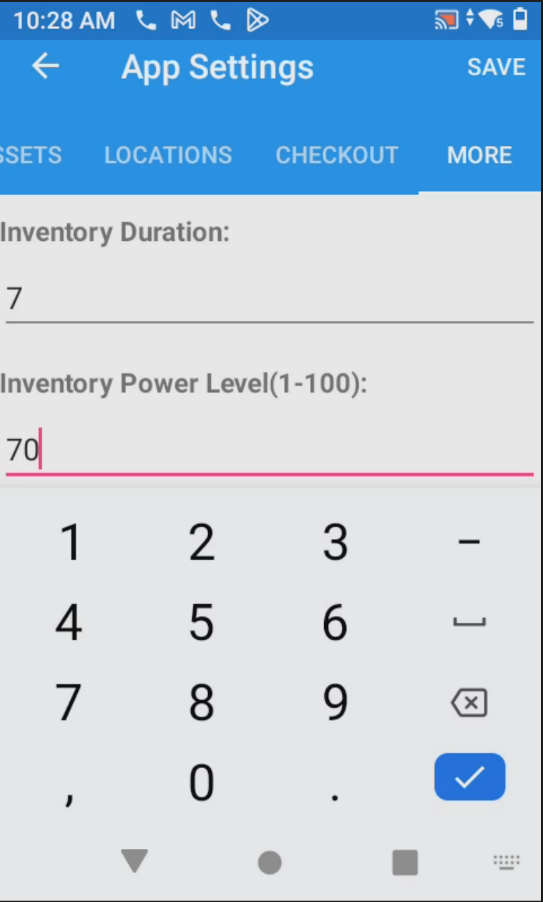 10:28 AM
App Settings
SAVE
SSETS LOCATIONS CHECKOUT MORE
Inventory Duration:
7
Inventory Power Level(1-100):
70
1 2 3 -
4 5 6
7 8 9
, 0 .